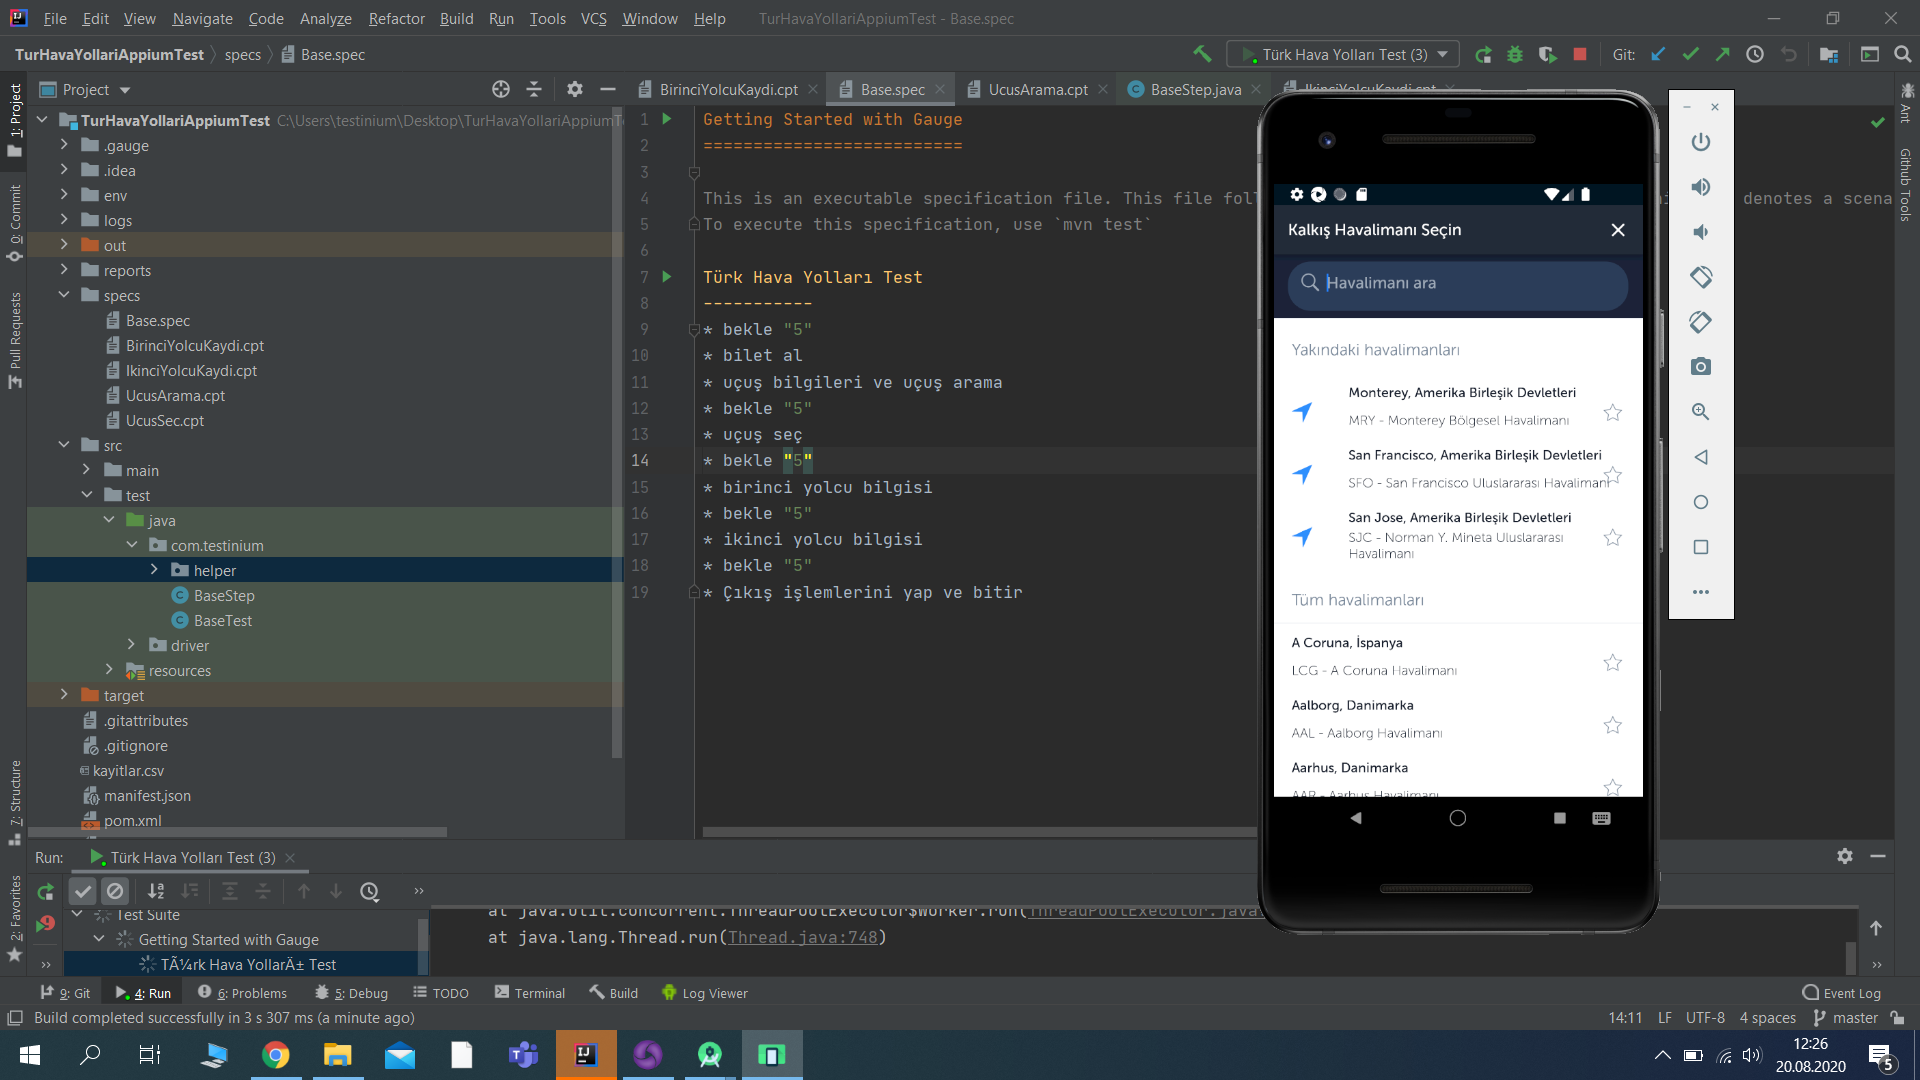 File Edit View Navigate Code Analyze Refactor Build Run Tools VCS Window Help TurHavaYollariAppiumTest - Base.spec
TurHavaYollariAppiumTest specs Base.spec
Türk Hava Yolları Test (3) Git:
Project
BirinciYolcuKaydi.cpt Base.spec UcusArama.cpt BaseStep.java IkinciYolcuKaydi.cpt
1: Project
0: Commit
Pull Requests
7: Structure
2: Favorites
Ant
Github Tools
TurHavaYollariAppiumTest C:\Users\testinium\Desktop\TurHavaYollariAppiumT
.gauge
.idea
env
logs
out
reports
specs
Base.spec
BirinciYolcuKaydi.cpt
IkinciYolcuKaydi.cpt
UcusArama.cpt
UcusSec.cpt
src
main
test
java
com.testinium
helper
BaseStep
BaseTest
driver
resources
target
.gitattributes
.gitignore
kayitlar.csv
manifest.json
pom.xml
1 Getting Started with Gauge
2 ==========================
3
4 This is an executable specification file. This file fol
denotes a scena
5 To execute this specification, use `mvn test`
6
7 Türk Hava Yolları Test
8 -----------
9 * bekle "5"
10 * bilet al
11 * uçuş bilgileri ve uçuş arama
12 * bekle "5"
13 * uçuş seç
14 * bekle "5"
15 * birinci yolcu bilgisi
16 * bekle "5"
17 * ikinci yolcu bilgisi
18 * bekle "5"
19 * Çıkış işlemlerini yap ve bitir
Kalkış Havalimanı Seçin
Havalimanı ara
Yakındaki havalimanları
Monterey, Amerika Birleşik Devletleri
MRY - Monterey Bölgesel Havalimanı
San Francisco, Amerika Birleşik Devletleri
SFO - San Francisco Uluslararası Havalimanı
San Jose, Amerika Birleşik Devletleri
SJC - Norman Y. Mineta Uluslararası
Havalimanı
Tüm havalimanları
A Coruna, İspanya
LCG - A Coruna Havalimanı
Aalborg, Danimarka
AAL - Aalborg Havalimanı
Aarhus, Danimarka
AAR - Aarhus Havalimanı
Run: Türk Hava Yolları Test (3)
Test Suite
Getting Started with Gauge
TÃ¼rk Hava YollarÄ± Test
at java.util.concurrent.ThreadPoolExecutor$Worker.run(ThreadPoolExecutor.java
at java.lang.Thread.run(Thread.java:748)
9: Git 4: Run 6: Problems 5: Debug TODO Terminal Build Log Viewer Event Log
Build completed successfully in 3 s 307 ms (a minute ago) 14:11 LF UTF-8 4 spaces master
12:26
20.08.2020
5